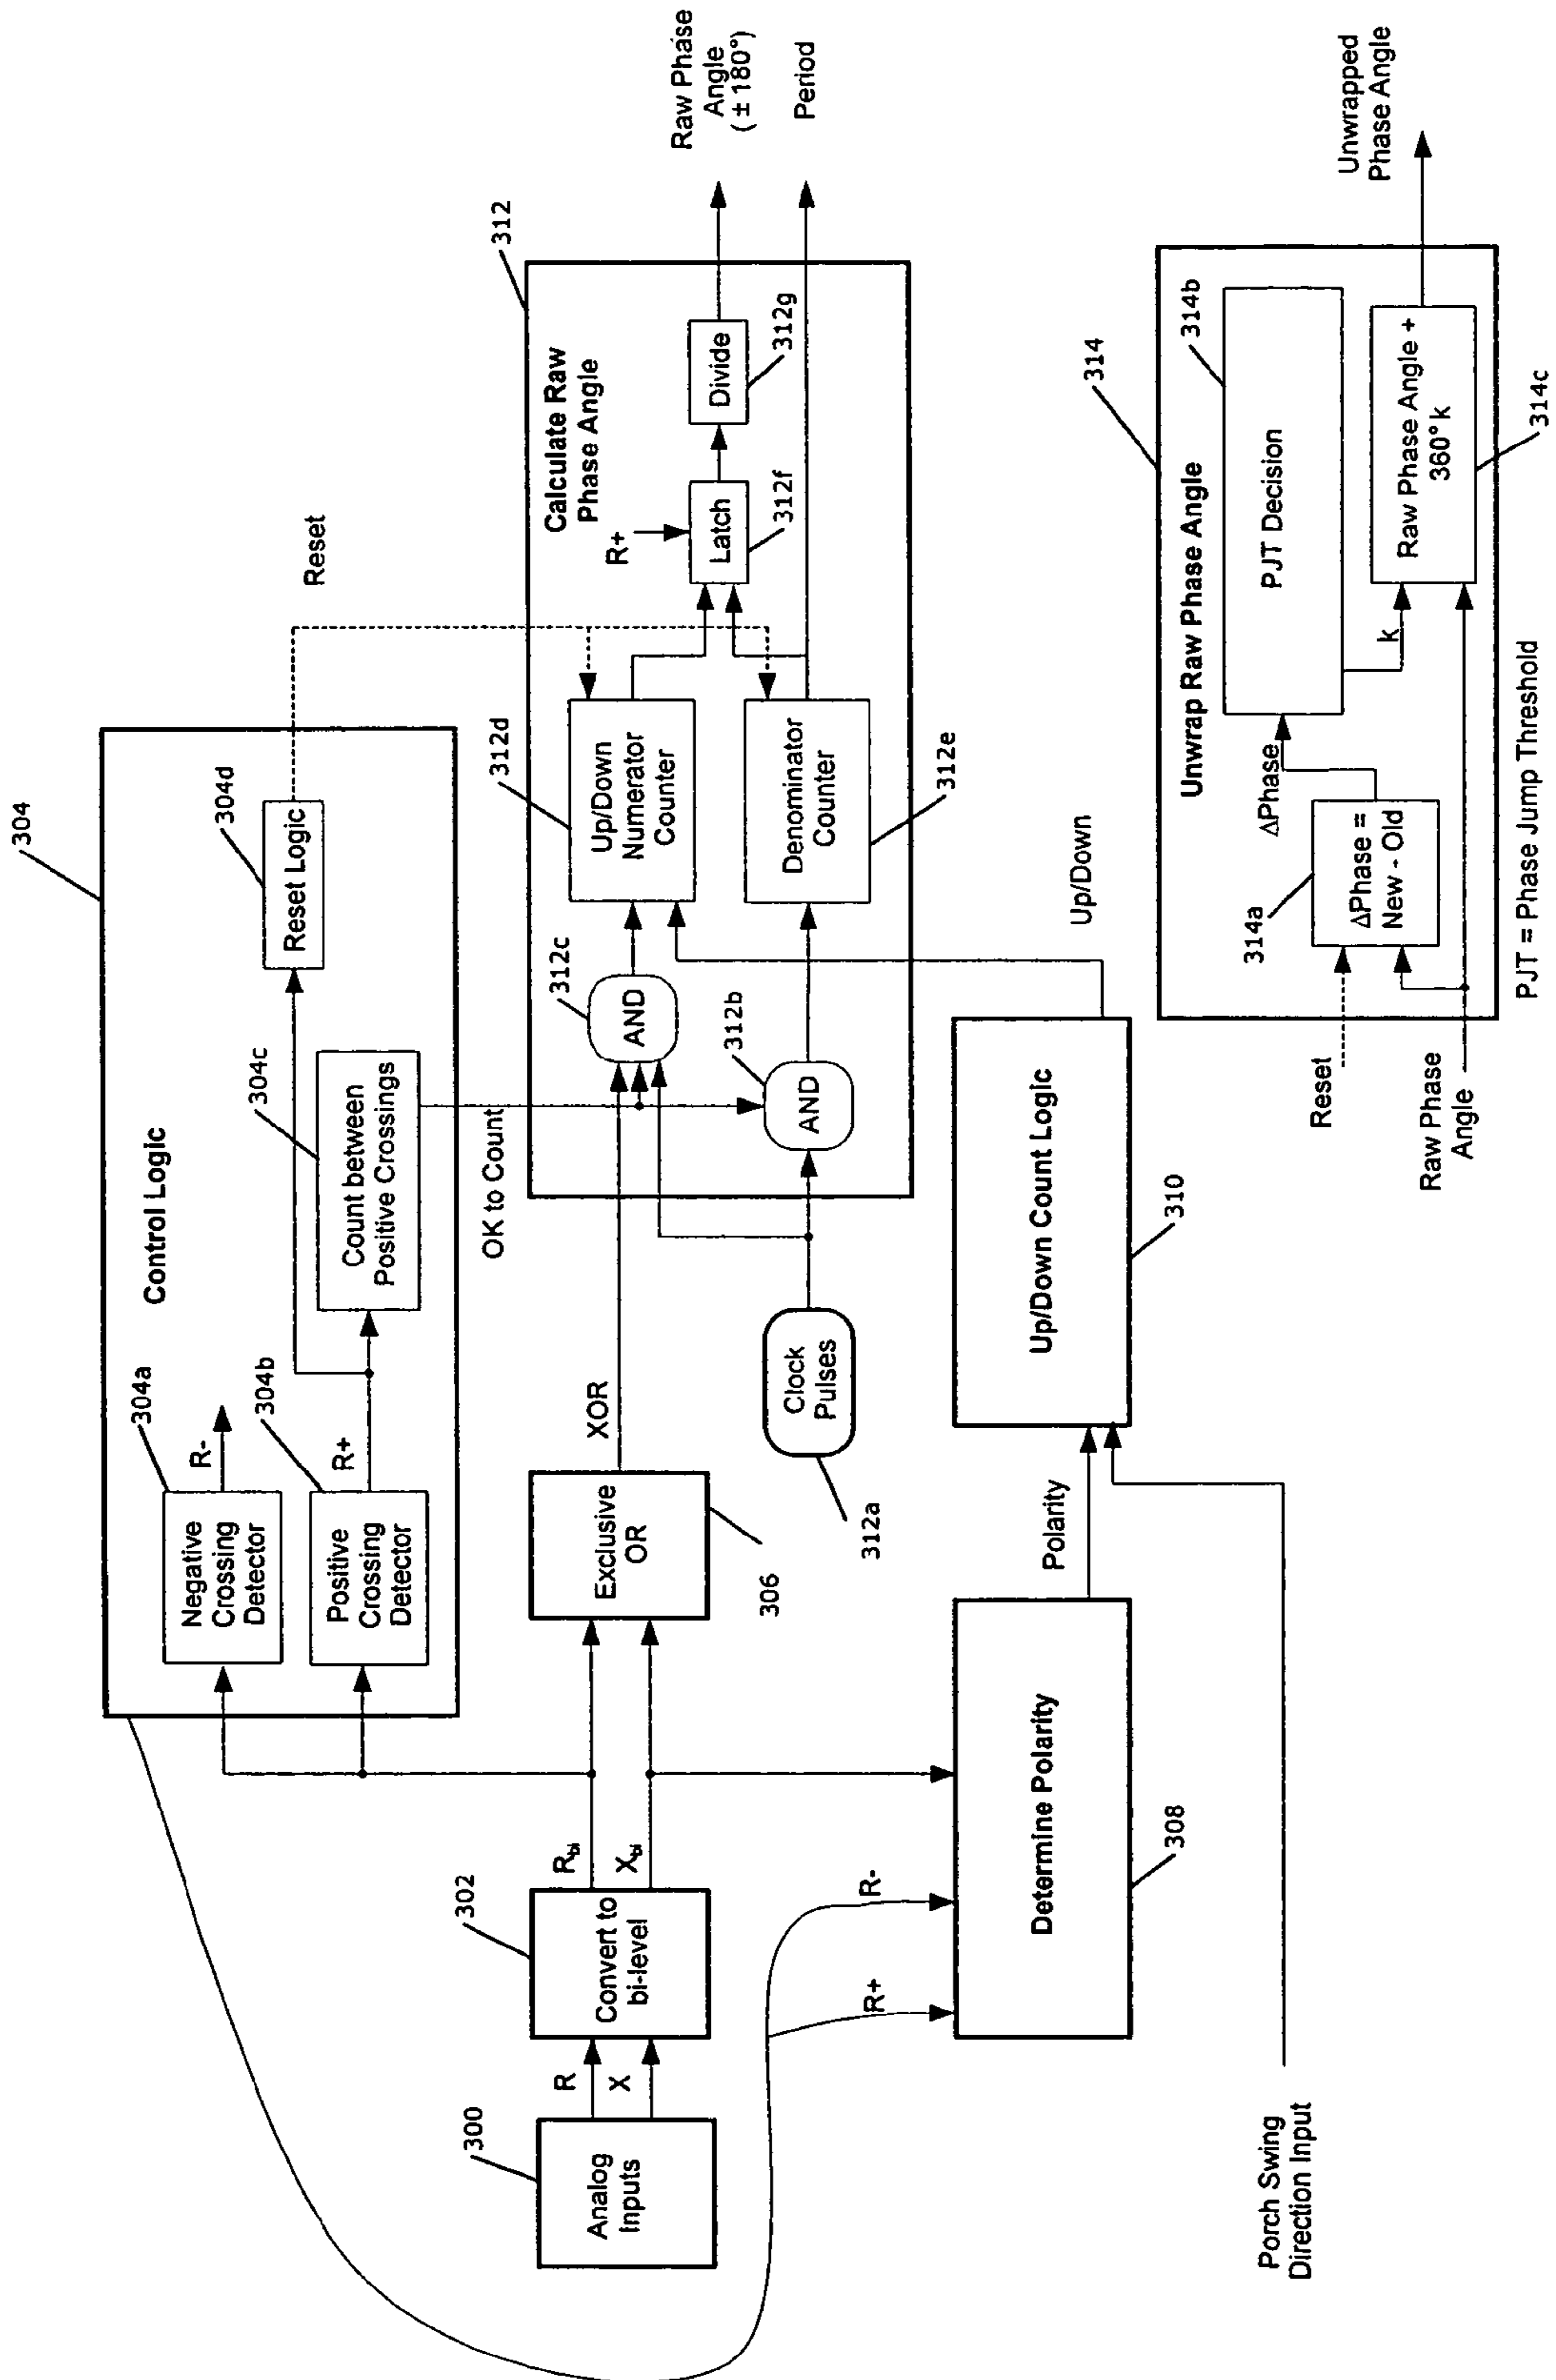 304
Control Logic
304a
Negative
Crossing
Detector
R-
304b
Positive
Crossing
Detector
R+
304c
Count between
Positive Crossings
304d
Reset Logic
Reset
OK to Count
300
Analog
Inputs
R
X
302
Convert to
bi-level
Rbi
Xbi
306
Exclusive
OR
XOR
312a
Clock
Pulses
312
Calculate Raw
Phase Angle
312c
AND
312b
AND
312d
Up/Down
Numerator
Counter
312e
Denominator
Counter
R+
Latch
312f
Divide
312g
Raw Phase
Angle
( ± 180°)
Period
R+
R-
Determine Polarity
308
Polarity
Up/Down Count Logic
310
Up/Down
Porch Swing
Direction Input
314
Unwrap Raw Phase Angle
Reset
Raw Phase
Angle
314a
ΔPhase =
New - Old
ΔPhase
314b
PJT Decision
k
Raw Phase Angle +
360° k
314c
Unwrapped
Phase Angle
PJT = Phase Jump Threshold